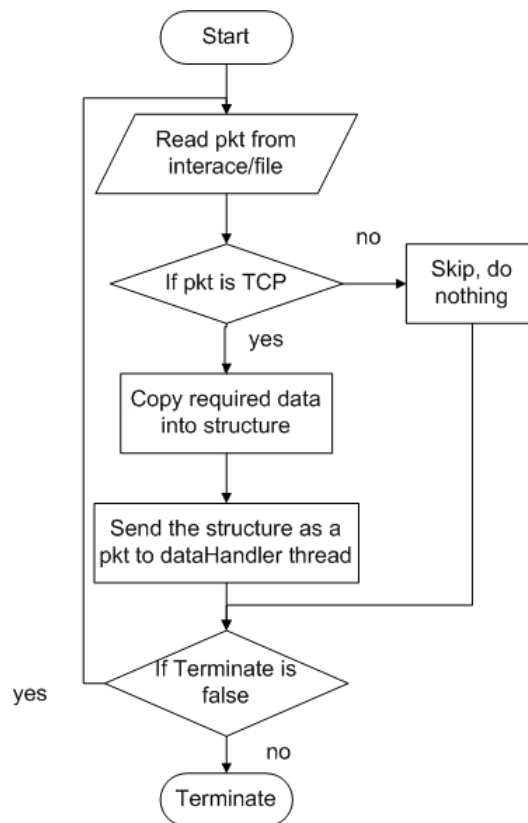 Start
Read pkt from
interace/file
If pkt is TCP
no
Skip, do
nothing
yes
Copy required data
into structure
Send the structure as a
pkt to dataHandler thread
If Terminate is
false
yes
no
Terminate